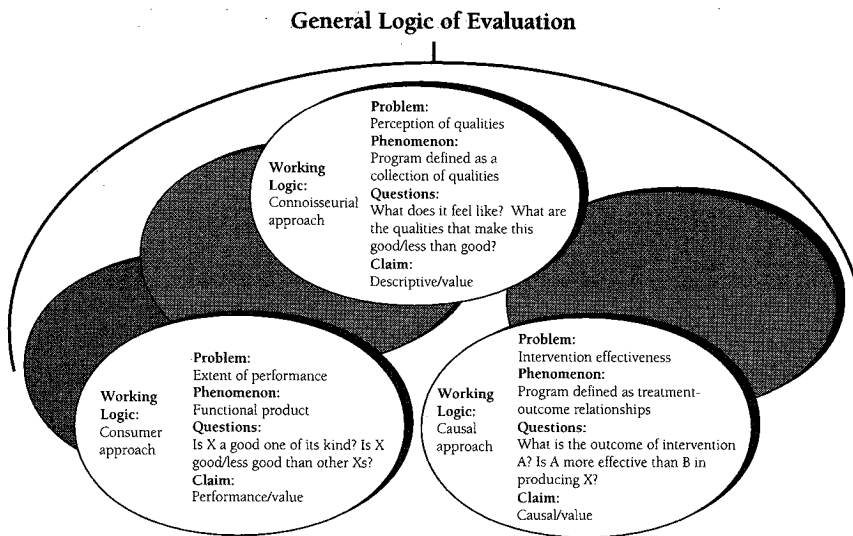 General Logic of Evaluation
Working
Logic:
Connoisseurial
approach
Problem:
Perception of qualities
Phenomenon:
Program defined as a
collection of qualities
Questions:
What does it feel like? What are
the qualities that make this
good/less than good?
Claim:
Descriptive/value
Working
Logic:
Consumer
approach
Problem:
Extent of performance
Phenomenon:
Functional product
Questions:
Is X a good one of its kind? Is X
good/less good than other Xs?
Claim:
Performance/value
Working
Logic:
Causal
approach
Problem:
Intervention effectiveness
Phenomenon:
Program defined as treatment-
outcome relationships
Questions:
What is the outcome of intervention
A? Is A more effective than B in
producing X?
Claim:
Causal/value